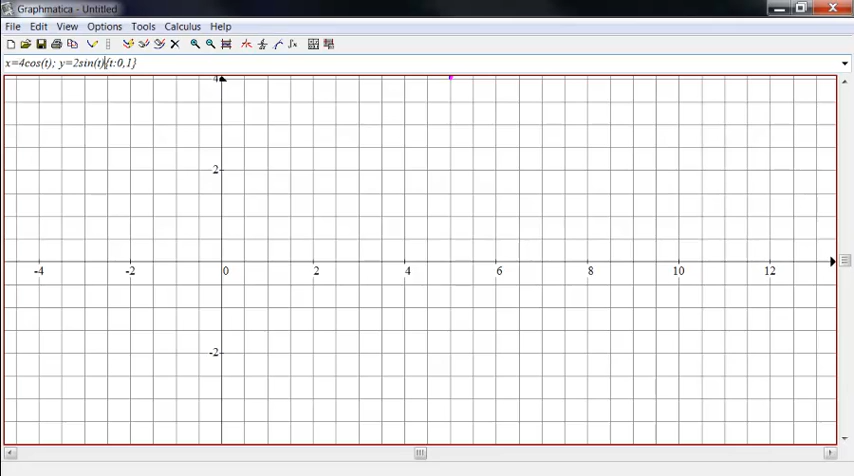 Graphmatica - Untitled
File Edit View Options Tools Calculus Help
x=4cos(t); y=2sin(t){t:0,1}
4
2
-4 -2 0 2 4 6 8 10 12
-2